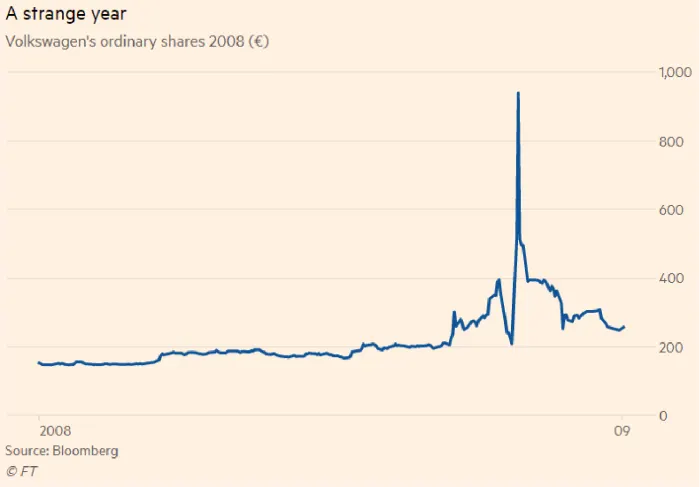 A strange year
Volkswagen's ordinary shares 2008 (€)
1,000
800
600
400
200
0
2008 09
Source: Bloomberg
© FT